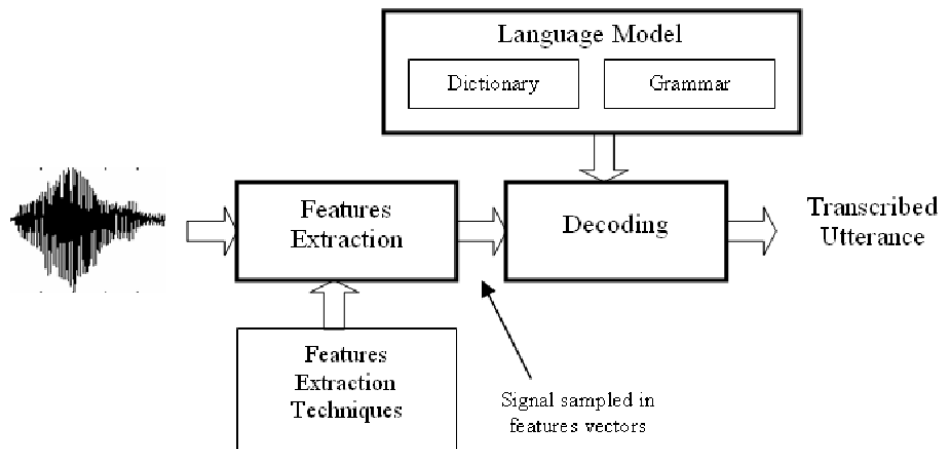 Language Model
Dictionary
Grammar
Features
Extraction
Decoding
Transcribed
Utterance
Features
Extraction
Techniques
Signal sampled in
features vectors